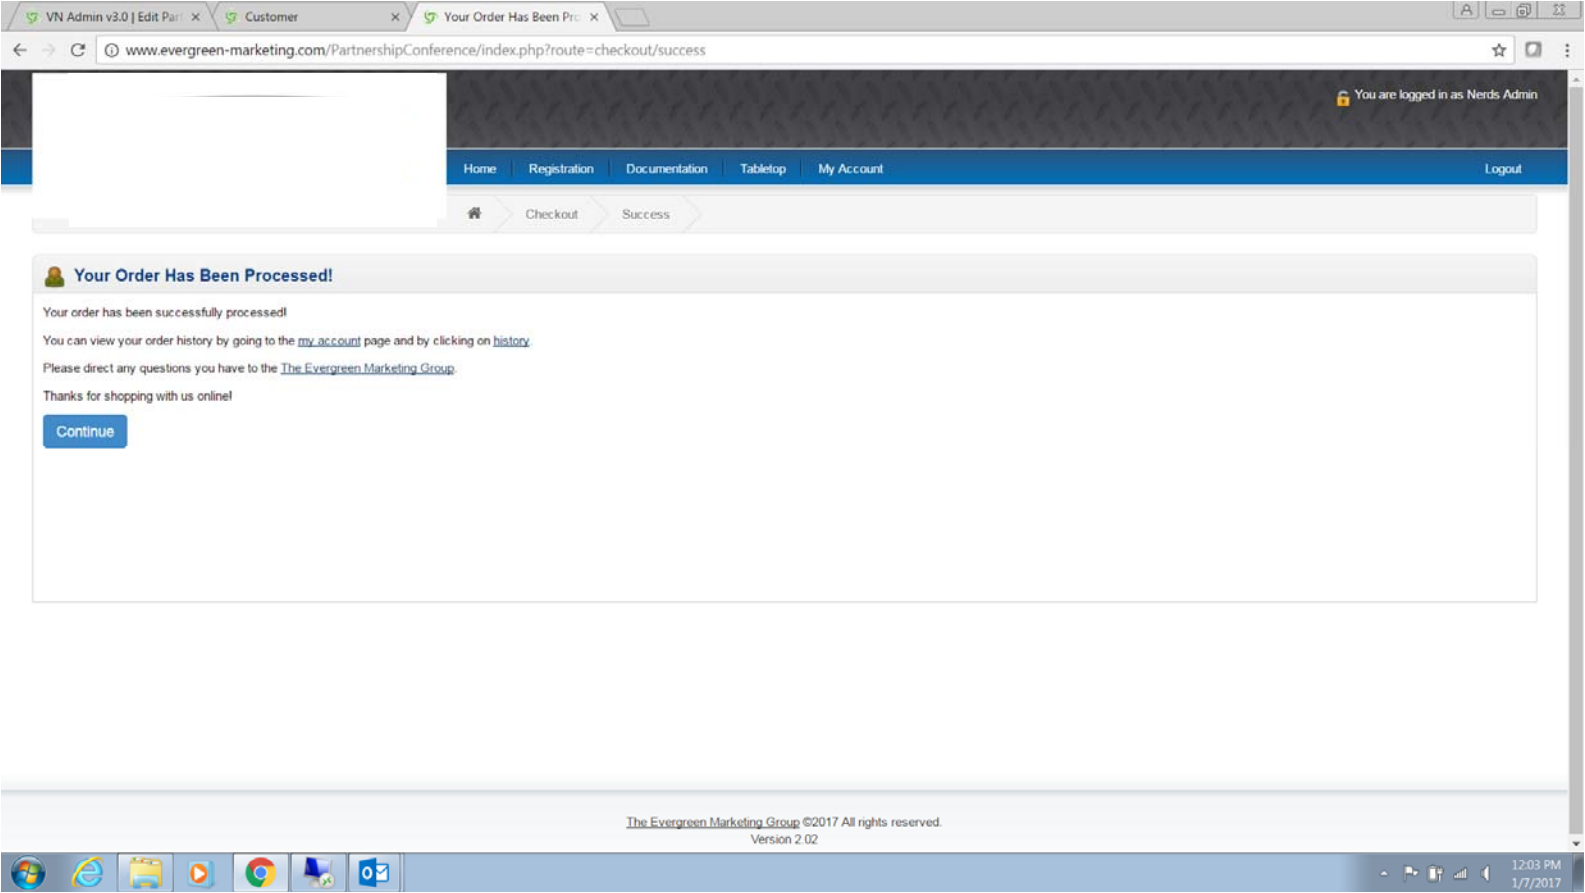 VN Admin v3.0 | Edit Par
Customer
Your Order Has Been Pro
www.evergreen-marketing.com/PartnershipConference/index.php?route=checkout/success
You are logged in as Nerds Admin
Home
Registration
Documentation
Tabletop
My Account
Logout
Checkout
Success
Your Order Has Been Processed!
Your order has been successfully processed!
You can view your order history by going to the my account page and by clicking on history.
Please direct any questions you have to the The Evergreen Marketing Group.
Thanks for shopping with us online!
Continue
The Evergreen Marketing Group ©2017 All rights reserved.
Version 2.02
12:03 PM
1/7/2017